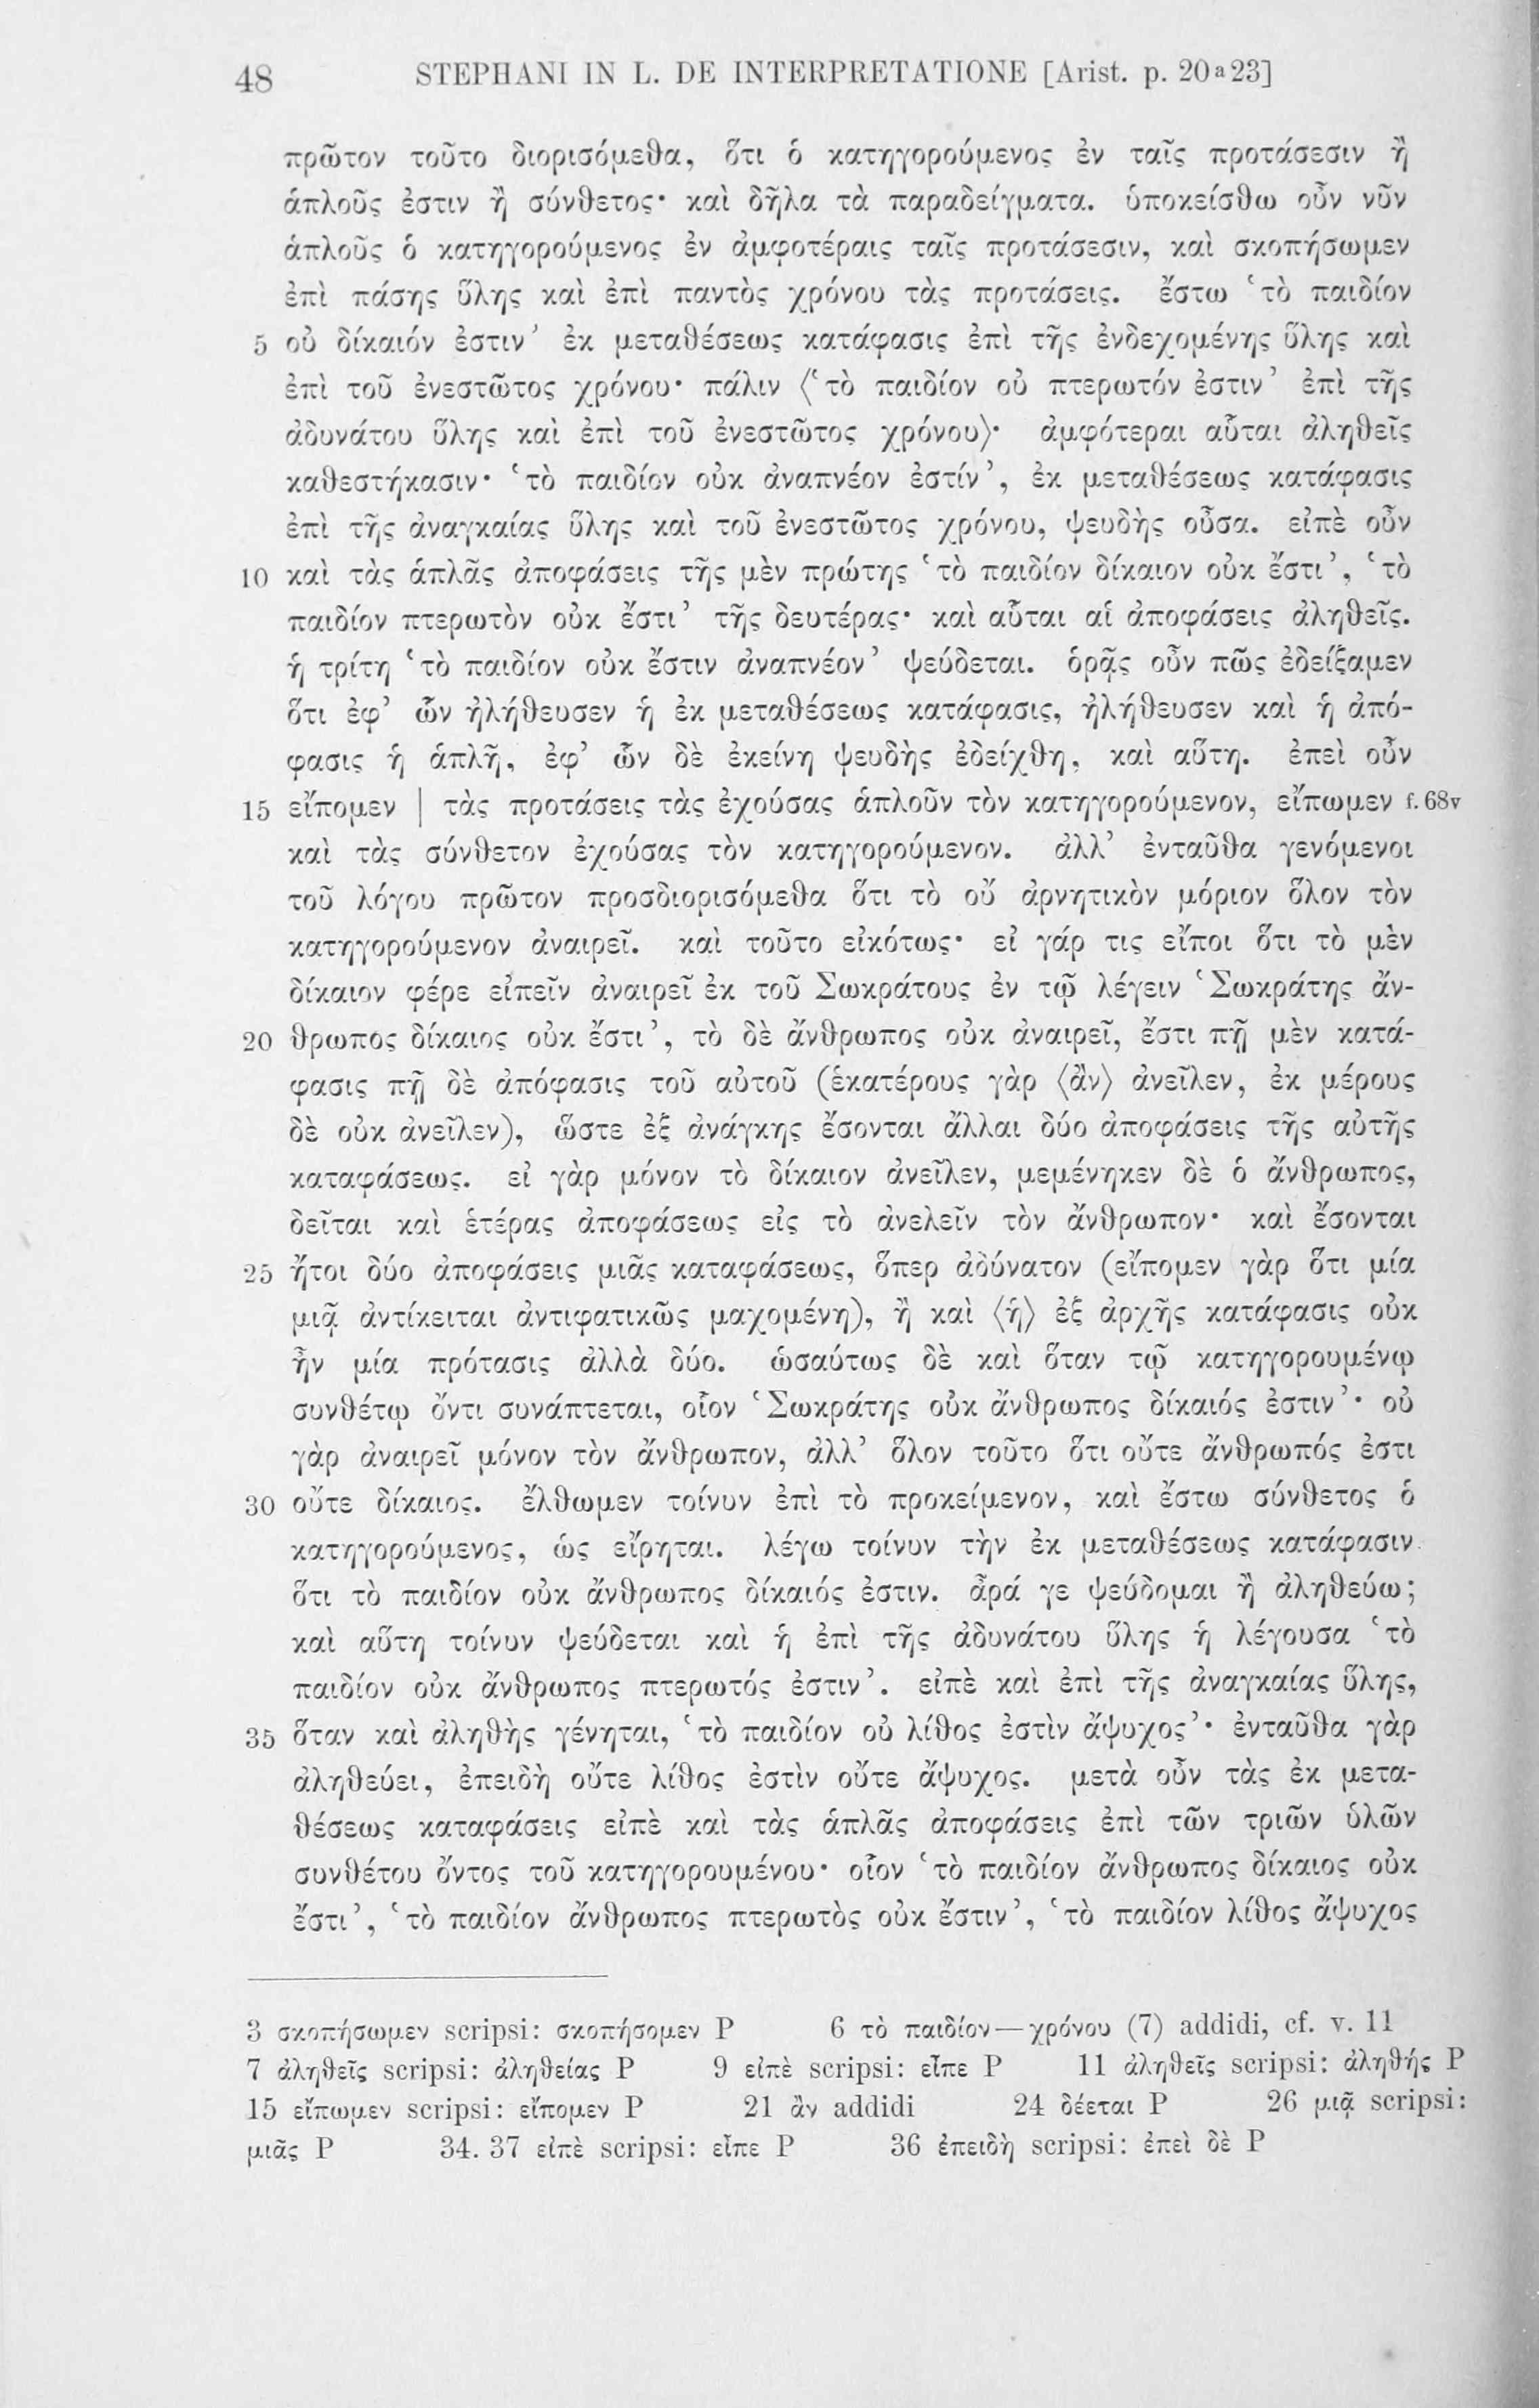 48 STEPHANI IN L. DE INTERPRETATIONE [Arist. p. 20a23]
πρῶτον τοῦτο διορισόμεθα, ὅτι ὁ κατηγορούμενος ἐν ταῖς προτάσεσιν ἢ
ἁπλοῦς ἐστιν ἢ σύνθετος· καὶ δῆλα τὰ παραδείγματα. ὑποκείσθω οὖν νῦν
ἁπλοῦς ὁ κατηγορούμενος ἐν ἀμφοτέραις ταῖς προτάσεσιν, καὶ σκοπήσωμεν
ἐπὶ πάσης ὕλης καὶ ἐπὶ παντὸς χρόνου τὰς προτάσεις. ἔστω ‘τὸ παιδίον
5 οὐ δίκαιόν ἐστιν’ ἐκ μεταθέσεως κατάφασις ἐπὶ τῆς ἐνδεχομένης ὕλης καὶ
ἐπὶ τοῦ ἐνεστῶτος χρόνου· πάλιν ⟨‘τὸ παιδίον οὐ πτερωτόν ἐστιν’ ἐπὶ τῆς
ἀδυνάτου ὕλης καὶ ἐπὶ τοῦ ἐνεστῶτος χρόνου⟩· ἀμφότεραι αὗται ἀληθεῖς
καθεστήκασιν· ‘τὸ παιδίον οὐκ ἀναπνέον ἐστίν’, ἐκ μεταθέσεως κατάφασις
ἐπὶ τῆς ἀναγκαίας ὕλης καὶ τοῦ ἐνεστῶτος χρόνου, ψευδὴς οὖσα. εἰπὲ οὖν
10 καὶ τὰς ἁπλᾶς ἀποφάσεις τῆς μὲν πρώτης ‘τὸ παιδίον δίκαιον οὐκ ἔστι’, ‘τὸ
παιδίον πτερωτὸν οὐκ ἔστι’ τῆς δευτέρας· καὶ αὗται αἱ ἀποφάσεις ἀληθεῖς.
ἡ τρίτη ‘τὸ παιδίον οὐκ ἔστιν ἀναπνέον’ ψεύδεται. ὁρᾷς οὖν πῶς ἐδείξαμεν
ὅτι ἐφ’ ὧν ἠλήθευσεν ἡ ἐκ μεταθέσεως κατάφασις, ἠλήθευσεν καὶ ἡ ἀπό-
φασις ἡ ἁπλῆ, ἐφ’ ὧν δὲ ἐκείνη ψευδὴς ἐδείχθη, καὶ αὕτη. ἐπεὶ οὖν
15 εἴπομεν | τὰς προτάσεις τὰς ἐχούσας ἁπλοῦν τὸν κατηγορούμενον, εἴπωμεν f. 68v
καὶ τὰς σύνθετον ἐχούσας τὸν κατηγορούμενον. ἀλλ’ ἐνταῦθα γενόμενοι
τοῦ λόγου πρῶτον προσδιορισόμεθα ὅτι τὸ οὔ ἀρνητικὸν μόριον ὅλον τὸν
κατηγορούμενον ἀναιρεῖ. καὶ τοῦτο εἰκότως· εἰ γάρ τις εἴποι ὅτι τὸ μὲν
δίκαιον φέρε εἰπεῖν ἀναιρεῖ ἐκ τοῦ Σωκράτους ἐν τῷ λέγειν ‘Σωκράτης ἄν-
20 θρωπος δίκαιος οὐκ ἔστι’, τὸ δὲ ἄνθρωπος οὐκ ἀναιρεῖ, ἔστι πῇ μὲν κατά-
φασις πῇ δὲ ἀπόφασις τοῦ αὐτοῦ (ἑκατέρους γὰρ ⟨ἂν⟩ ἀνεῖλεν, ἐκ μέρους
δὲ οὐκ ἀνεῖλεν), ὥστε ἐξ ἀνάγκης ἔσονται ἄλλαι δύο ἀποφάσεις τῆς αὐτῆς
καταφάσεως. εἰ γὰρ μόνον τὸ δίκαιον ἀνεῖλεν, μεμένηκεν δὲ ὁ ἄνθρωπος,
δεῖται καὶ ἑτέρας ἀποφάσεως εἰς τὸ ἀνελεῖν τὸν ἄνθρωπον· καὶ ἔσονται
25 ἤτοι δύο ἀποφάσεις μιᾶς καταφάσεως, ὅπερ ἀδύνατον (εἴπομεν γὰρ ὅτι μία
μιᾷ ἀντίκειται ἀντιφατικῶς μαχομένη), ἢ καὶ ⟨ἡ⟩ ἐξ ἀρχῆς κατάφασις οὐκ
ἦν μία πρότασις ἀλλὰ δύο. ὡσαύτως δὲ καὶ ὅταν τῷ κατηγορουμένῳ
συνθέτῳ ὄντι συνάπτεται, οἷον ‘Σωκράτης οὐκ ἄνθρωπος δίκαιός ἐστιν’· οὐ
γὰρ ἀναιρεῖ μόνον τὸν ἄνθρωπον, ἀλλ’ ὅλον τοῦτο ὅτι οὔτε ἄνθρωπός ἐστι
30 οὔτε δίκαιος. ἔλθωμεν τοίνυν ἐπὶ τὸ προκείμενον, καὶ ἔστω σύνθετος ὁ
κατηγορούμενος, ὡς εἴρηται. λέγω τοίνυν τὴν ἐκ μεταθέσεως κατάφασιν
ὅτι τὸ παιδίον οὐκ ἄνθρωπος δίκαιός ἐστιν. ἆρά γε ψεύδομαι ἢ ἀληθεύω;
καὶ αὕτη τοίνυν ψεύδεται καὶ ἡ ἐπὶ τῆς ἀδυνάτου ὕλης ἡ λέγουσα ‘τὸ
παιδίον οὐκ ἄνθρωπος πτερωτός ἐστιν’. εἰπὲ καὶ ἐπὶ τῆς ἀναγκαίας ὕλης,
35 ὅταν καὶ ἀληθὴς γένηται, ‘τὸ παιδίον οὐ λίθος ἐστὶν ἄψυχος’· ἐνταῦθα γὰρ
ἀληθεύει, ἐπειδὴ οὔτε λίθος ἐστὶν οὔτε ἄψυχος. μετὰ οὖν τὰς ἐκ μετα-
θέσεως καταφάσεις εἰπὲ καὶ τὰς ἁπλᾶς ἀποφάσεις ἐπὶ τῶν τριῶν ὑλῶν
συνθέτου ὄντος τοῦ κατηγορουμένου· οἷον ‘τὸ παιδίον ἄνθρωπος δίκαιος οὐκ
ἔστι’, ‘τὸ παιδίον ἄνθρωπος πτερωτὸς οὐκ ἔστιν’, ‘τὸ παιδίον λίθος ἄψυχος
3 σκοπήσωμεν scripsi: σκοπήσομεν P 6 τὸ παιδίον—χρόνου (7) addidi, cf. v. 11
7 ἀληθεῖς scripsi: ἀληθείας P 9 εἰπὲ scripsi: εἶπε P 11 ἀληθεῖς scripsi: ἀληθής P
15 εἴπωμεν scripsi: εἴπομεν P 21 ἂν addidi 24 δέεται P 26 μιᾷ scripsi:
μιᾶς P 34. 37 εἰπὲ scripsi: εἶπε P 36 ἐπειδὴ scripsi: ἐπεὶ δὲ P